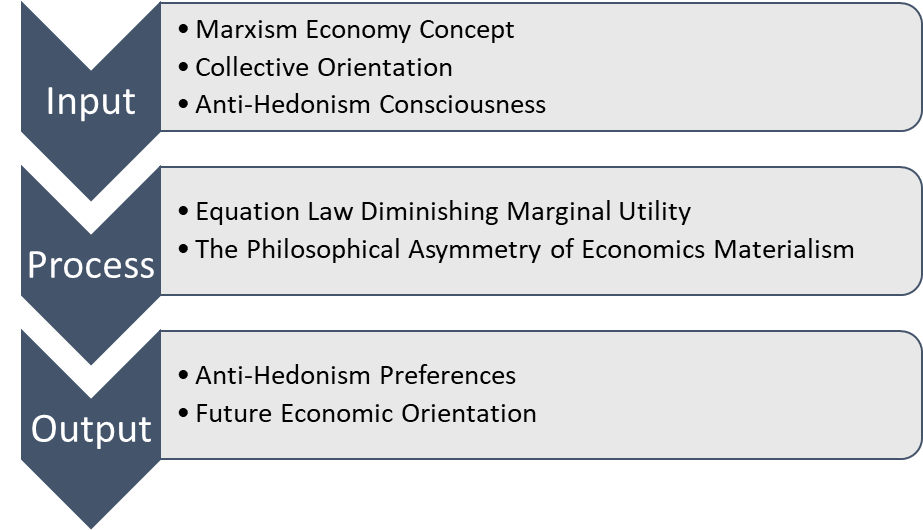 Input
• Marxism Economy Concept
• Collective Orientation
• Anti-Hedonism Consciousness
Process
• Equation Law Diminishing Marginal Utility
• The Philosophical Asymmetry of Economics Materialism
Output
• Anti-Hedonism Preferences
• Future Economic Orientation